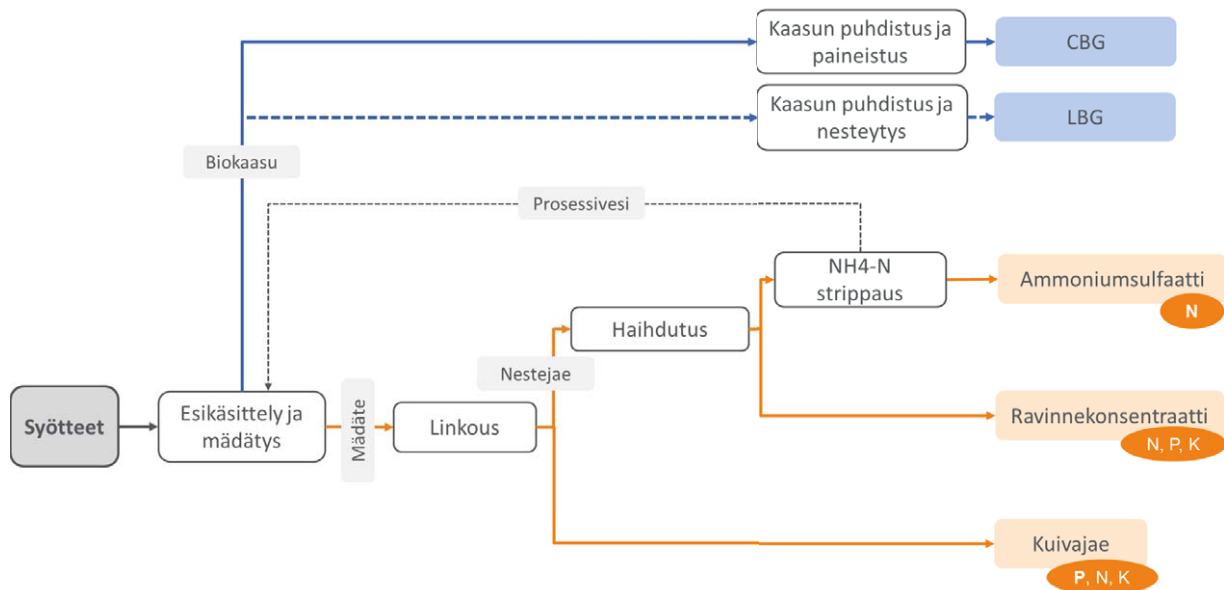 Kaasun puhdistus ja
paineistus
CBG
Kaasun puhdistus ja
nesteytys
LBG
Biokaasu
Prosessivesi
NH4-N
strippaus
Ammoniumsulfaatti
N
Haihdutus
Nestejae
Syötteet
Esikäsittely ja
mädätys
Mädäte
Linkous
Ravinnekonsentraatti
N, P, K
Kuivajae
P, N, K